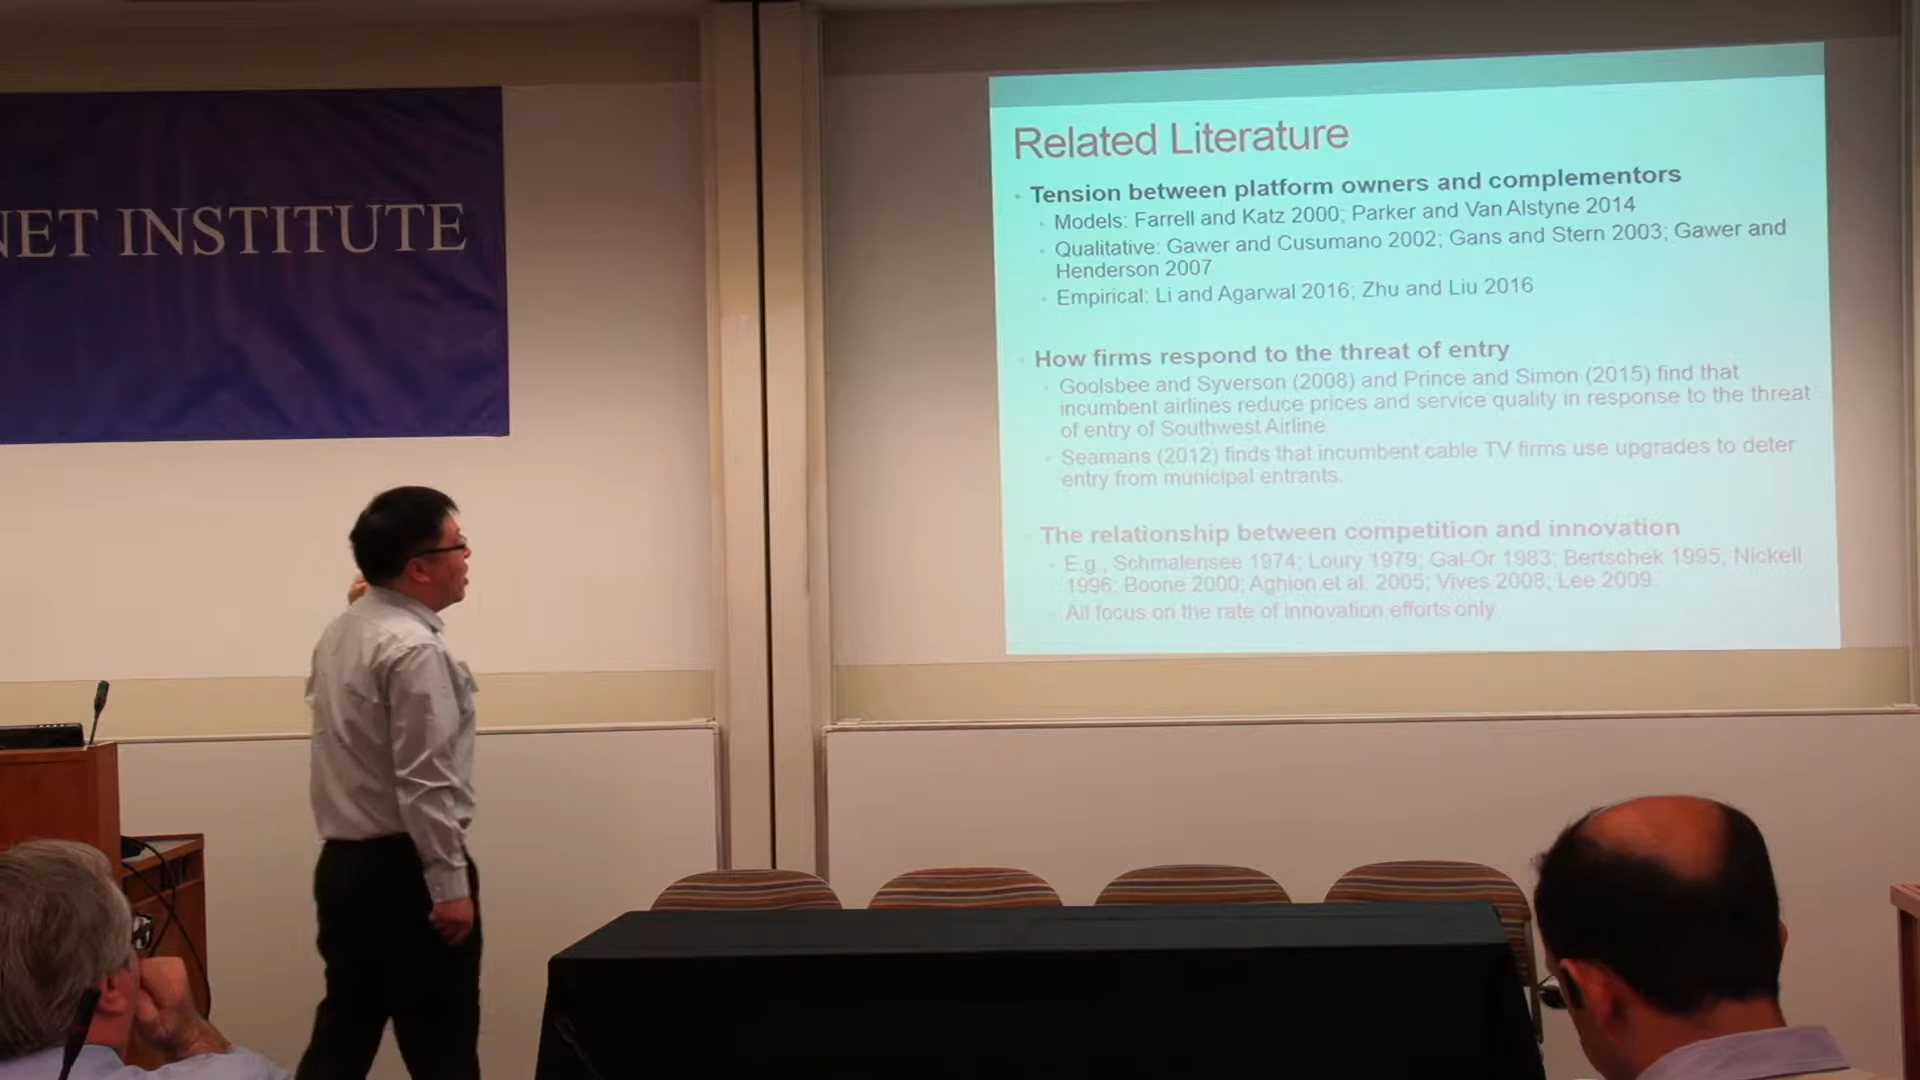 NET INSTITUTE
Related Literature
Tension between platform owners and complementors
Models: Farrell and Katz 2000; Parker and Van Alstyne 2014
Qualitative: Gawer and Cusumano 2002; Gans and Stern 2003; Gawer and
Henderson 2007
Empirical: Li and Agarwal 2016; Zhu and Liu 2016
How firms respond to the threat of entry
Goolsbee and Syverson (2008) and Prince and Simon (2015) find that
incumbent airlines reduce prices and service quality in response to the threat
of entry of Southwest Airline
Seamans (2012) finds that incumbent cable TV firms use upgrades to deter
entry from municipal entrants.
The relationship between competition and innovation
E.g., Schmalensee 1974; Loury 1979; Gal-Or 1983; Bertschek 1995, Nickell
1996; Boone 2000; Aghion et al. 2005; Vives 2008; Lee 2009.
All focus on the rate of innovation efforts only